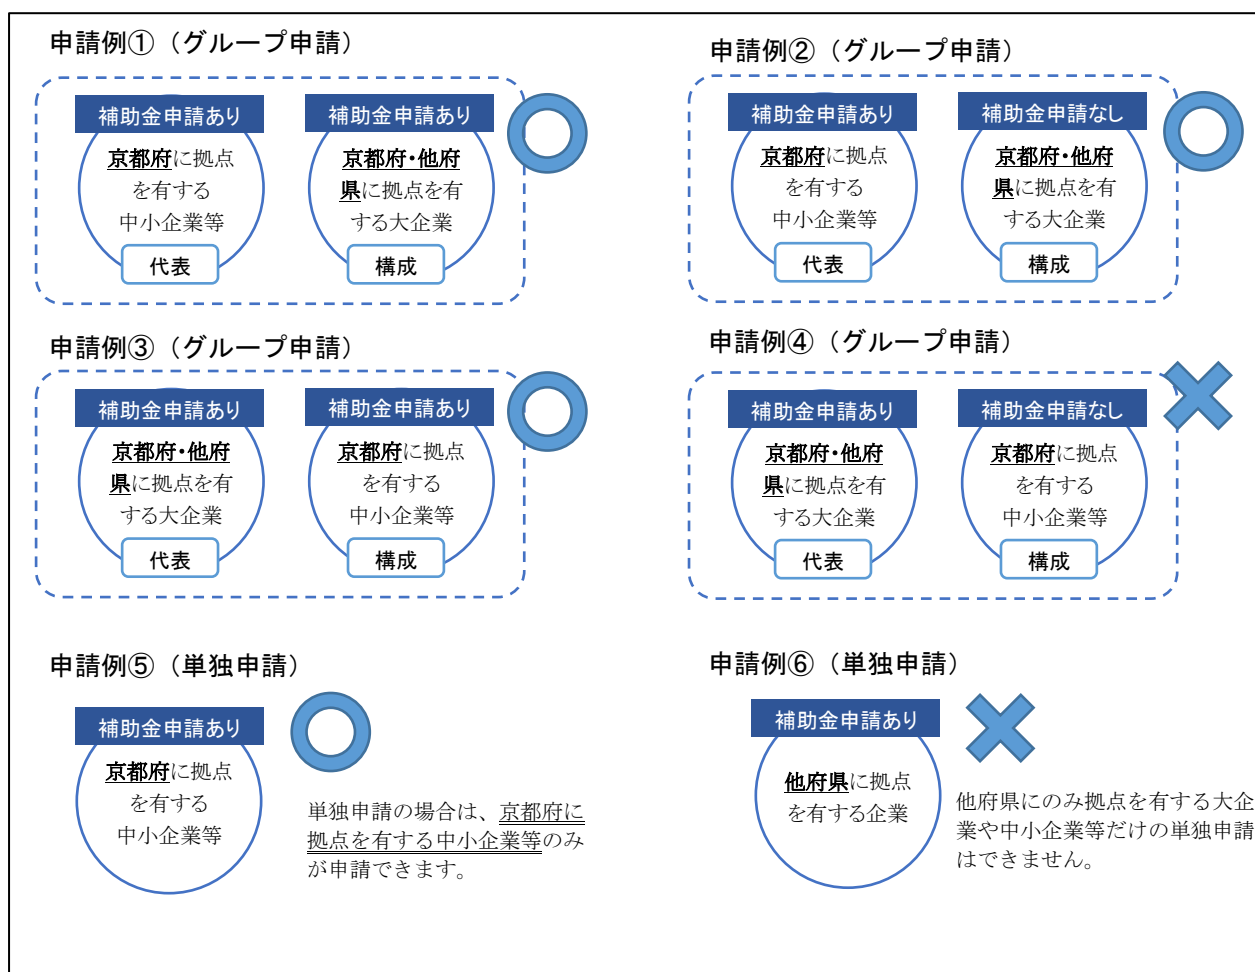 申請例①（グループ申請）
補助金申請あり
京都府に拠点
を有する
中小企業等
代表
補助金申請あり
京都府・他府
県に拠点を有
する大企業
構成
申請例②（グループ申請）
補助金申請あり
京都府に拠点
を有する
中小企業等
代表
補助金申請なし
京都府・他府
県に拠点を有
する大企業
構成
申請例③（グループ申請）
補助金申請あり
京都府・他府
県に拠点を有
する大企業
代表
補助金申請あり
京都府に拠点
を有する
中小企業等
構成
申請例④（グループ申請）
補助金申請あり
京都府・他府
県に拠点を有
する大企業
代表
補助金申請なし
京都府に拠点
を有する
中小企業等
構成
申請例⑤（単独申請）
補助金申請あり
京都府に拠点
を有する
中小企業等
単独申請の場合は、京都府に
拠点を有する中小企業等のみ
が申請できます。
申請例⑥（単独申請）
補助金申請あり
他府県に拠点
を有する企業
他府県にのみ拠点を有する大企
業や中小企業等だけの単独申請
はできません。